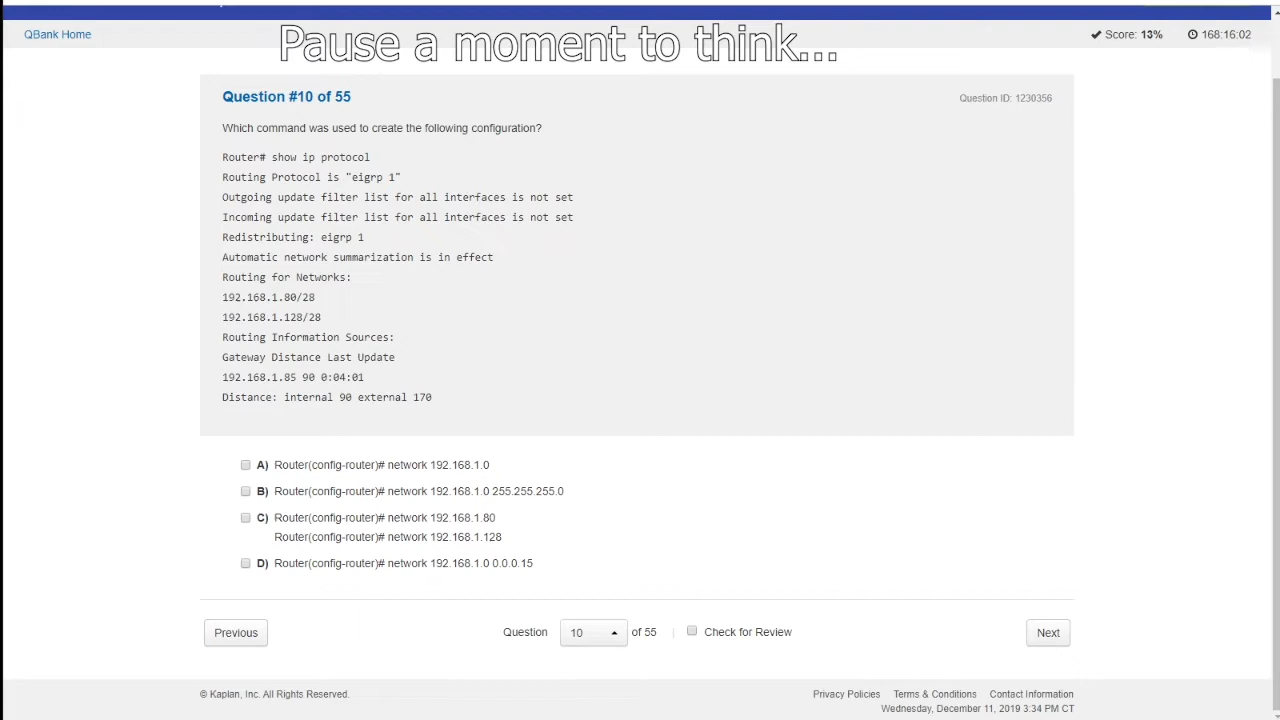 QBank Home
Pause a moment to think...
Score: 13%
168:16:02
Question #10 of 55
Question ID: 1230356
Which command was used to create the following configuration?
Router# show ip protocol
Routing Protocol is "eigrp 1"
Outgoing update filter list for all interfaces is not set
Incoming update filter list for all interfaces is not set
Redistributing: eigrp 1
Automatic network summarization is in effect
Routing for Networks:
192.168.1.80/28
192.168.1.128/28
Routing Information Sources:
Gateway Distance Last Update
192.168.1.85 90 0:04:01
Distance: internal 90 external 170
A) Router(config-router)# network 192.168.1.0
B) Router(config-router)# network 192.168.1.0 255.255.255.0
C) Router(config-router)# network 192.168.1.80
Router(config-router)# network 192.168.1.128
D) Router(config-router)# network 192.168.1.0 0.0.0.15
Previous
Question 10 of 55 | Check for Review
Next
© Kaplan, Inc. All Rights Reserved.
Privacy Policies Terms & Conditions Contact Information
Wednesday, December 11, 2019 3:34 PM CT